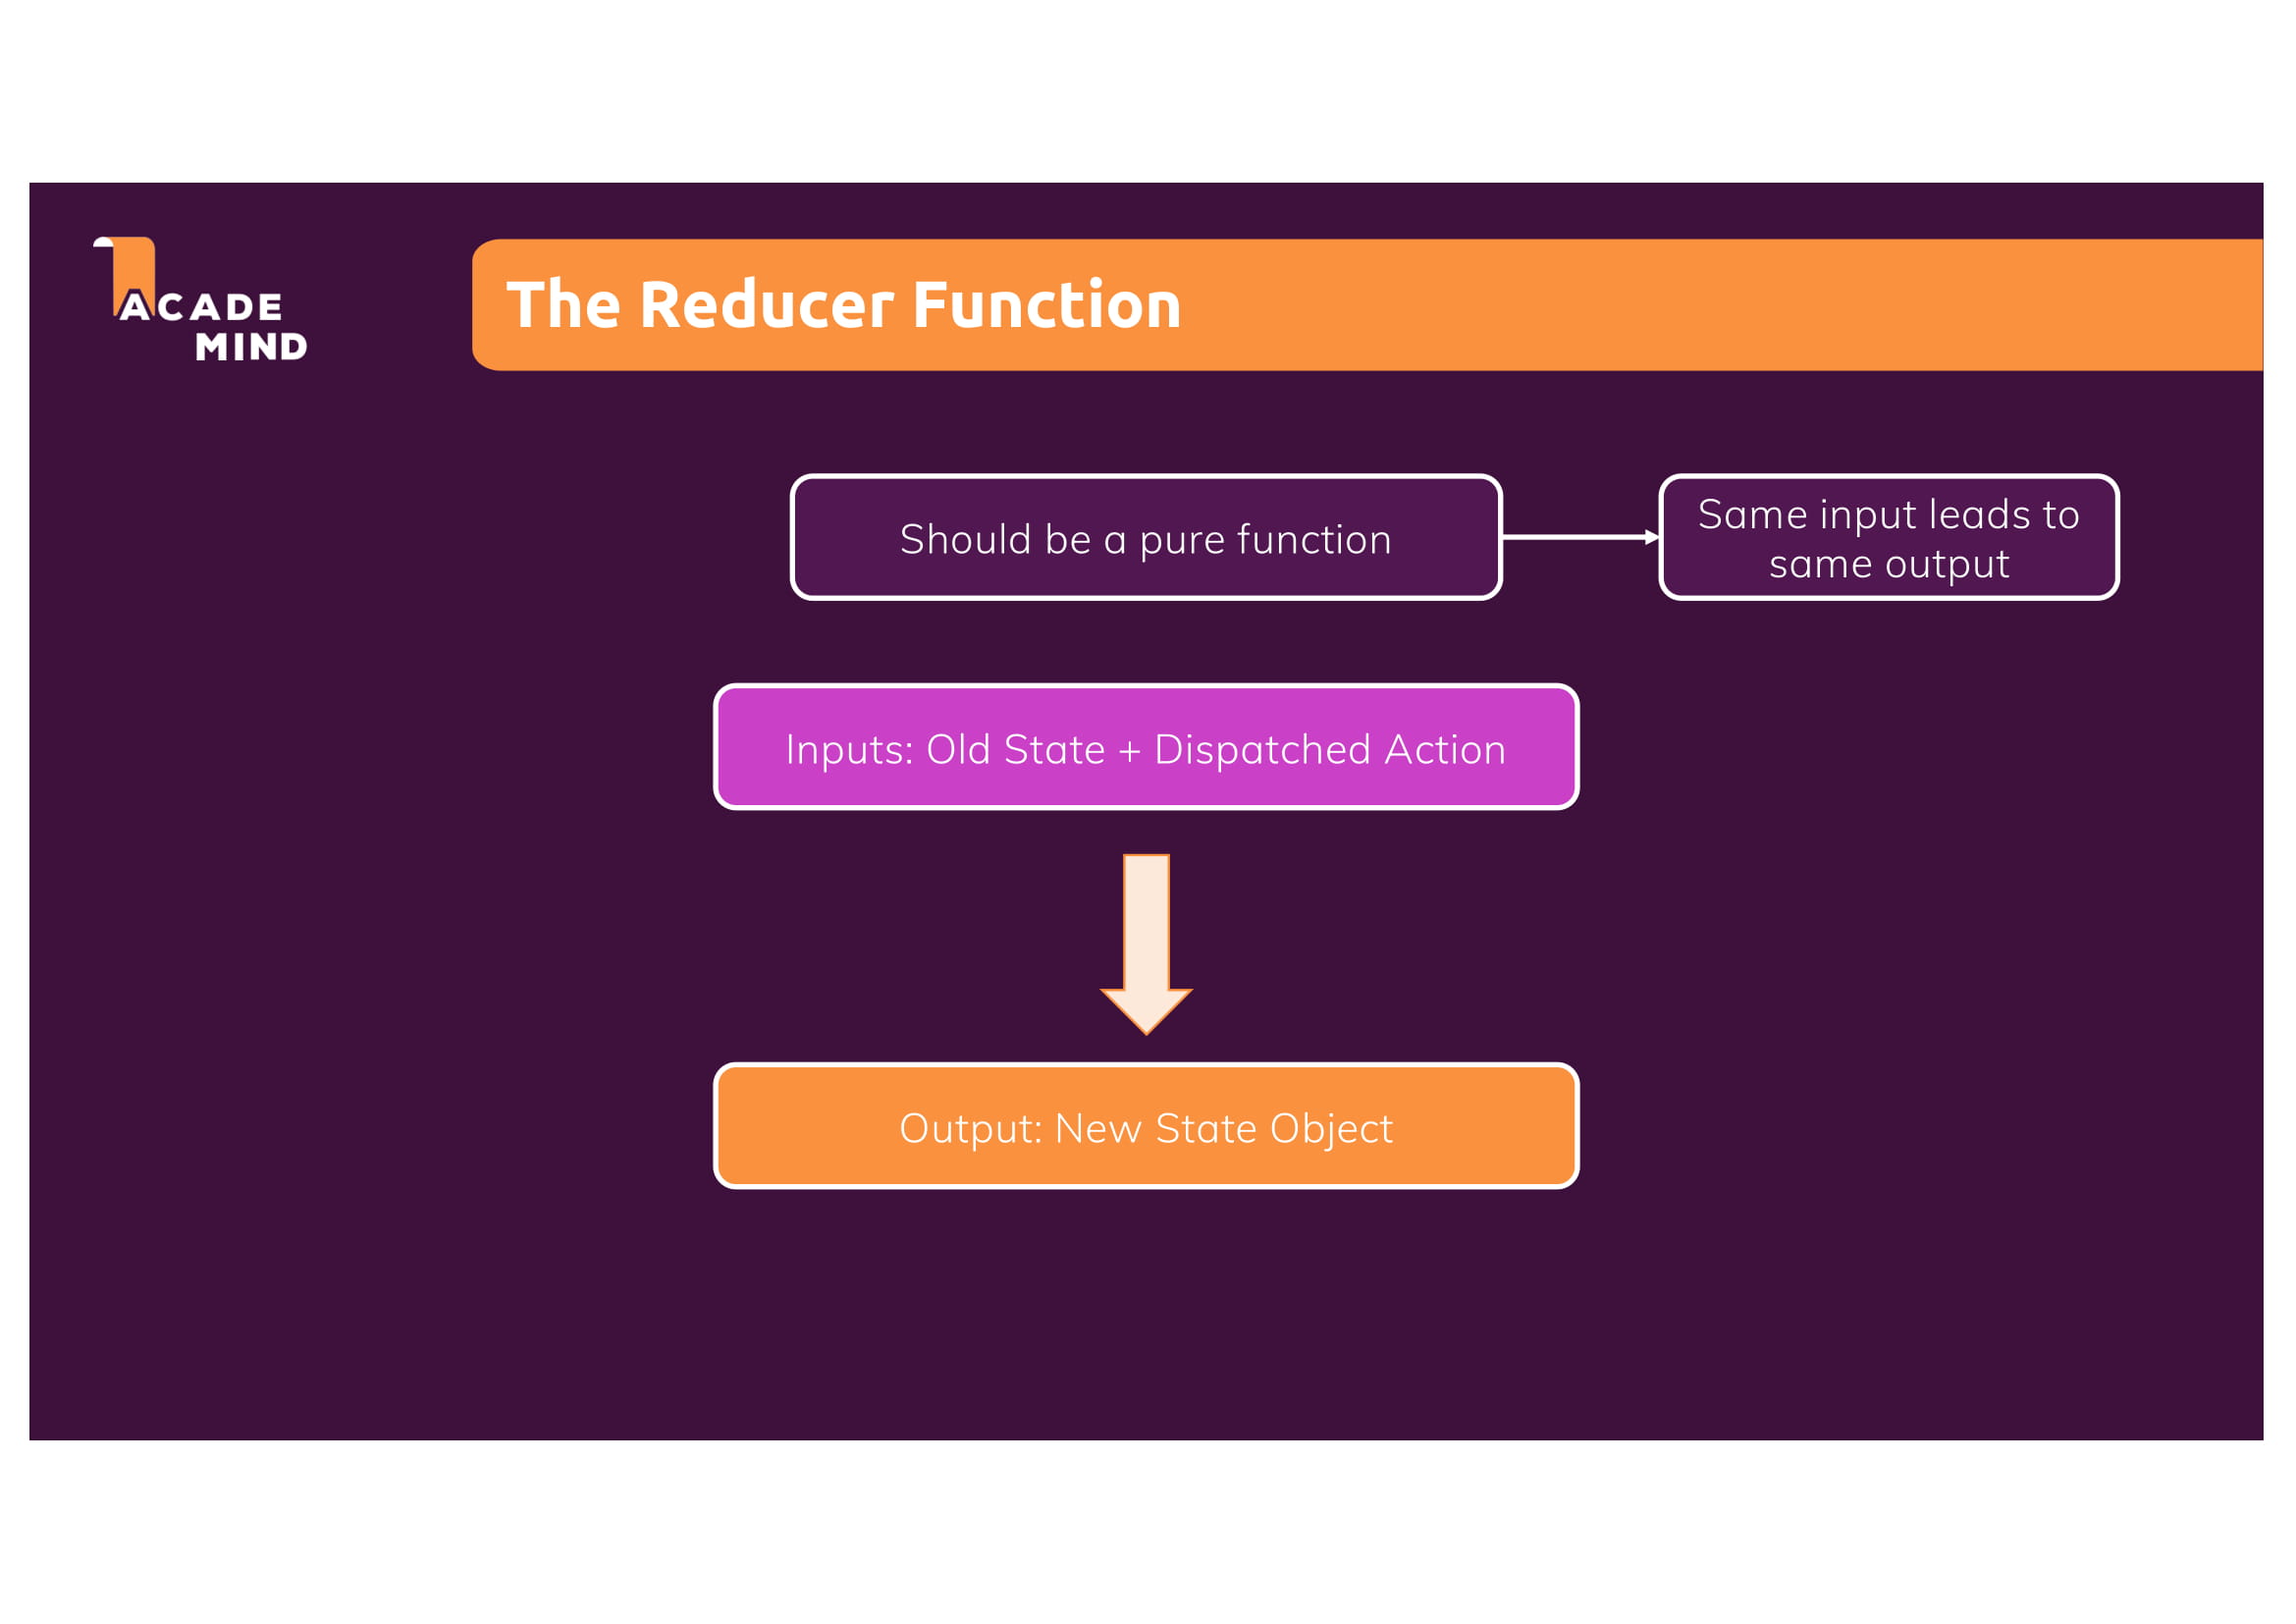 ACADE
MIND
The Reducer Function
Should be a pure function
Same input leads to
same output
Inputs: Old State + Dispatched Action
Output: New State Object